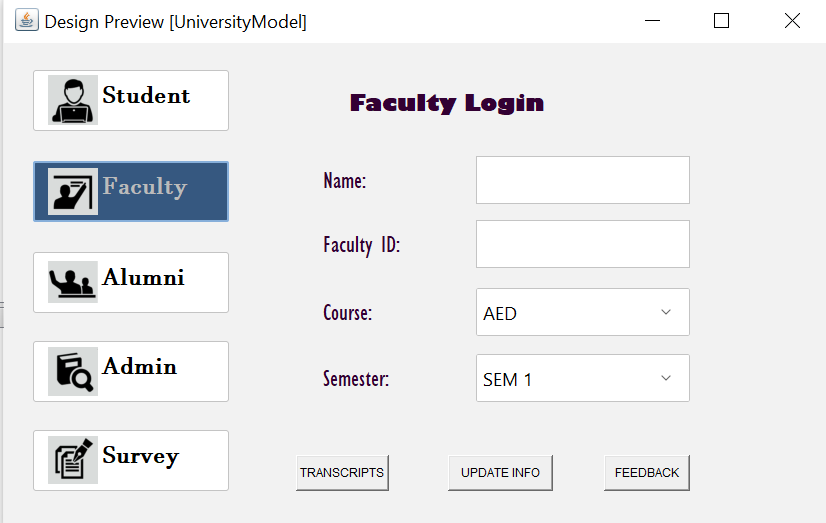 Design Preview [UniversityModel]
Student
Faculty
Alumni
Admin
Survey
Faculty Login
Name:
Faculty ID:
Course:
AED
Semester:
SEM 1
TRANSCRIPTS
UPDATE INFO
FEEDBACK